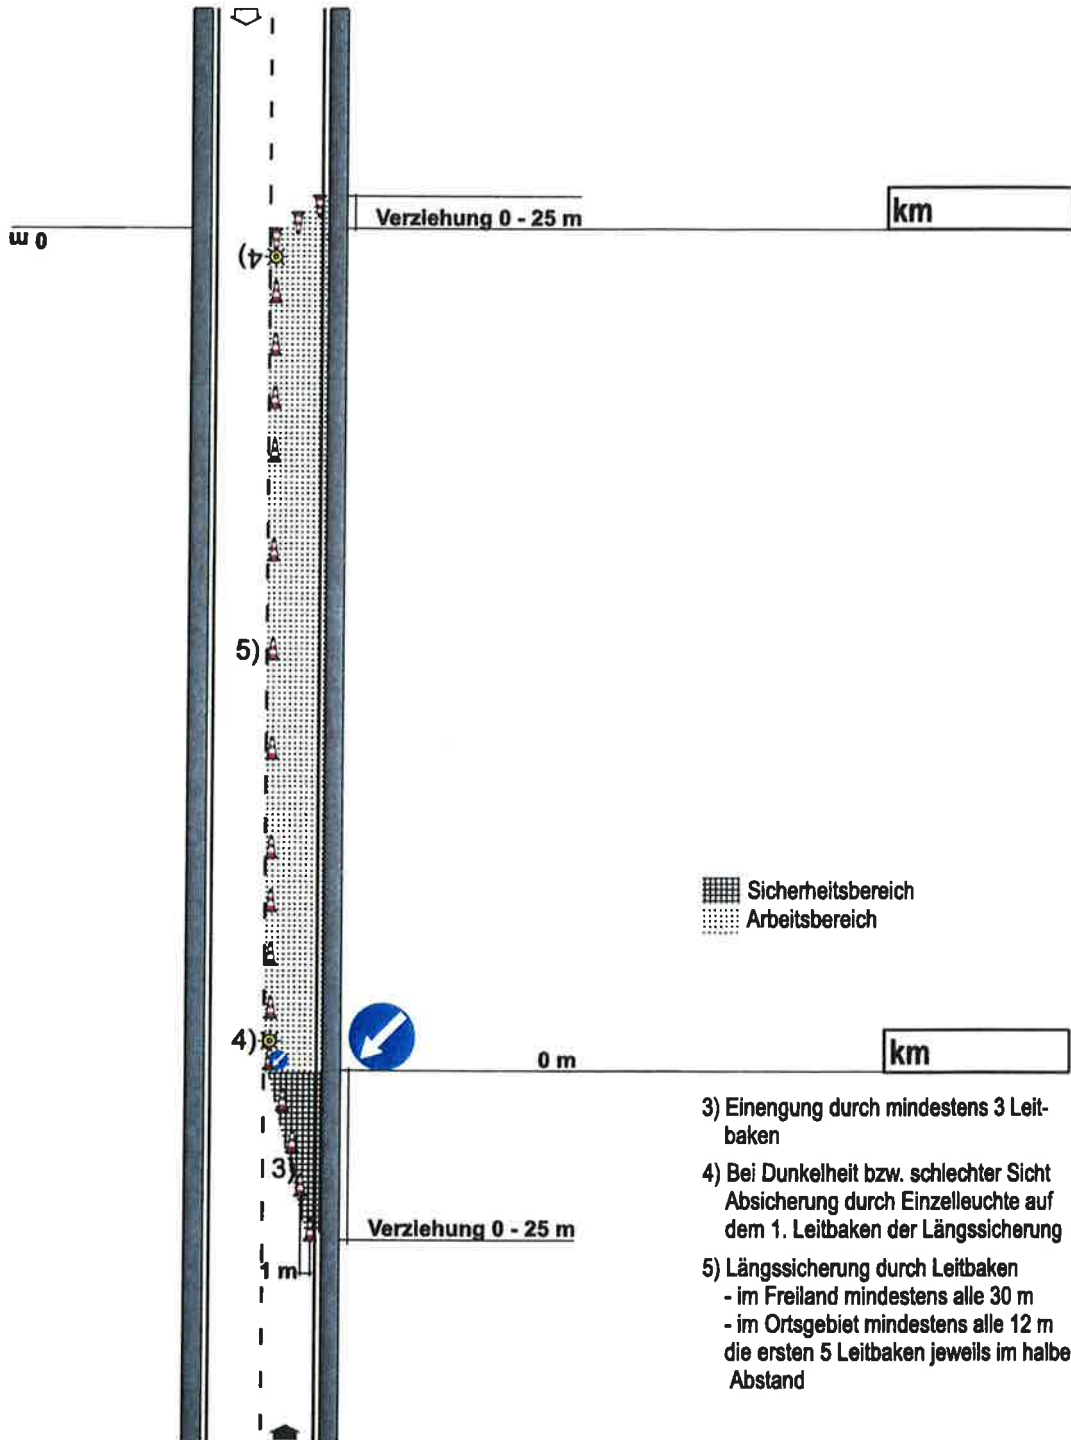 Verziehung 0 - 25 m
km
0 m
4)
5)
Sicherheitsbereich
Arbeitsbereich
4)
0 m
km
3) Einengung durch mindestens 3 Leit-
baken
4) Bei Dunkelheit bzw. schlechter Sicht
Absicherung durch Einzelleuchte auf
dem 1. Leitbaken der Längssicherung
3)
Verziehung 0 - 25 m
1 m
5) Längssicherung durch Leitbaken
- im Freiland mindestens alle 30 m
- im Ortsgebiet mindestens alle 12 m
die ersten 5 Leitbaken jeweils im halbe
Abstand